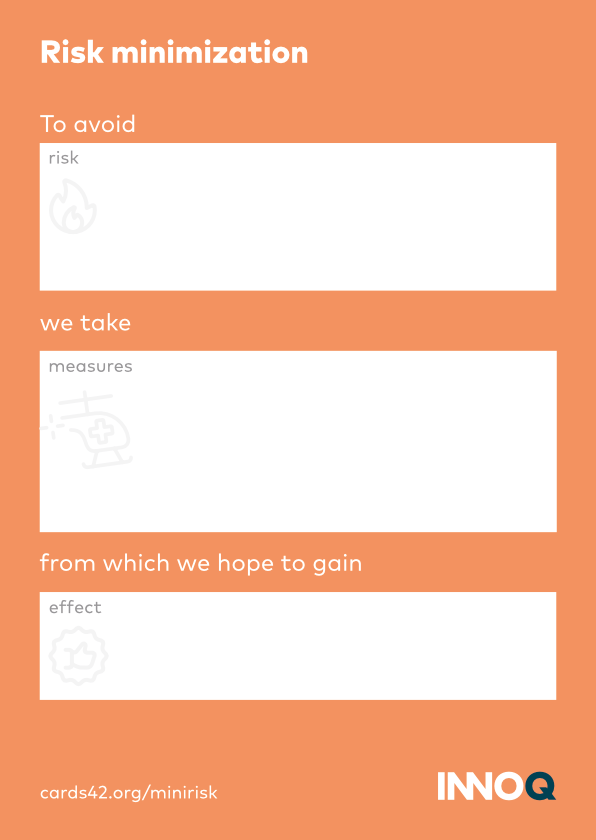 Risk minimization
To avoid
risk
we take
measures
from which we hope to gain
effect
cards42.org/minirisk
INNOQ